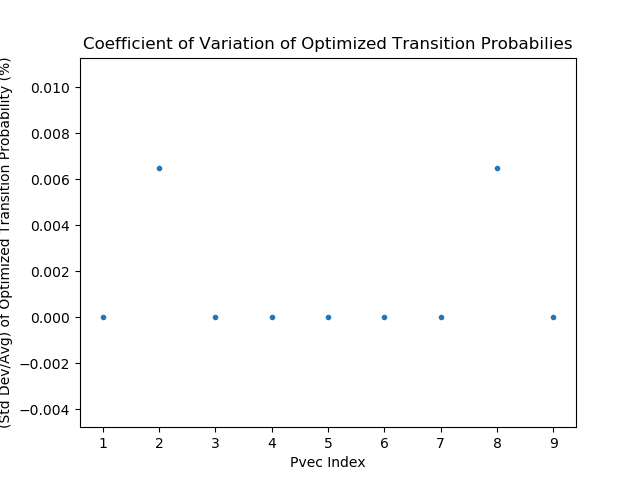 Coefficient of Variation of Optimized Transition Probabilies
(Std Dev/Avg) of Optimized Transition Probability (%)
0.010
0.008
0.006
0.004
0.002
0.000
−0.002
−0.004
1 2 3 4 5 6 7 8 9
Pvec Index